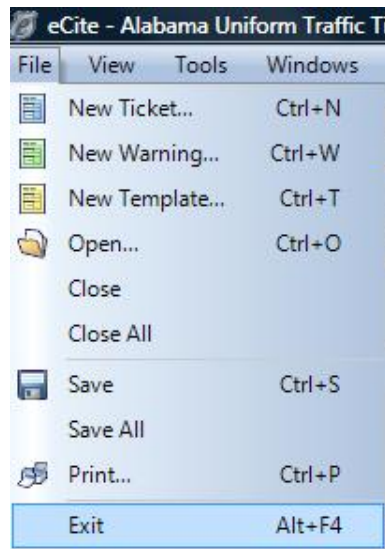 eCite - Alabama Uniform Traffic
File View Tools Windows
New Ticket... Ctrl+N
New Warning... Ctrl+W
New Template... Ctrl+T
Open... Ctrl+O
Close
Close All
Save Ctrl+S
Save All
Print... Ctrl+P
Exit Alt+F4